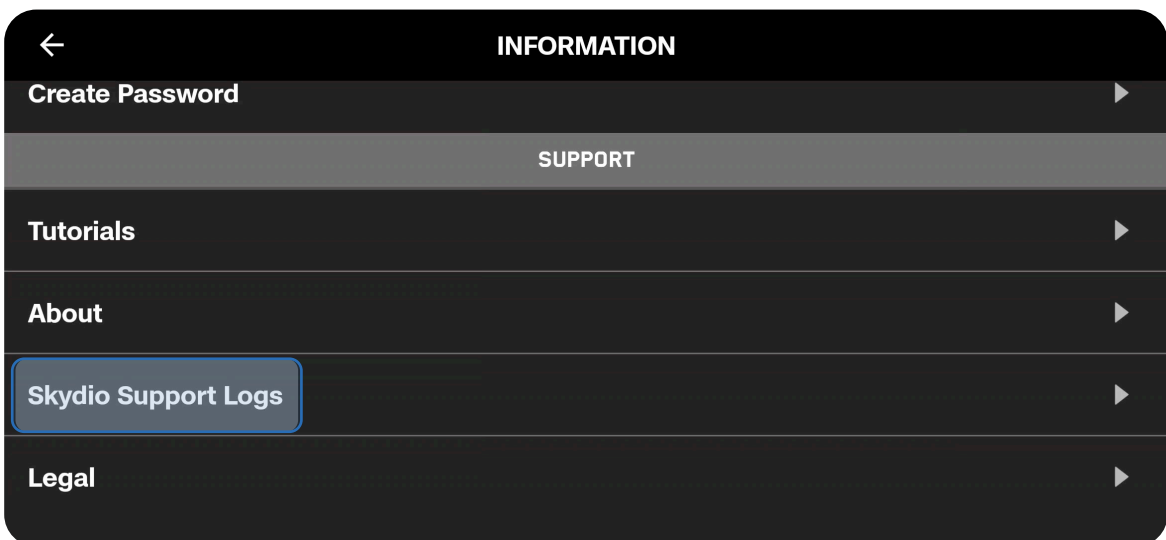 INFORMATION
Create Password
SUPPORT
Tutorials
About
Skydio Support Logs
Legal